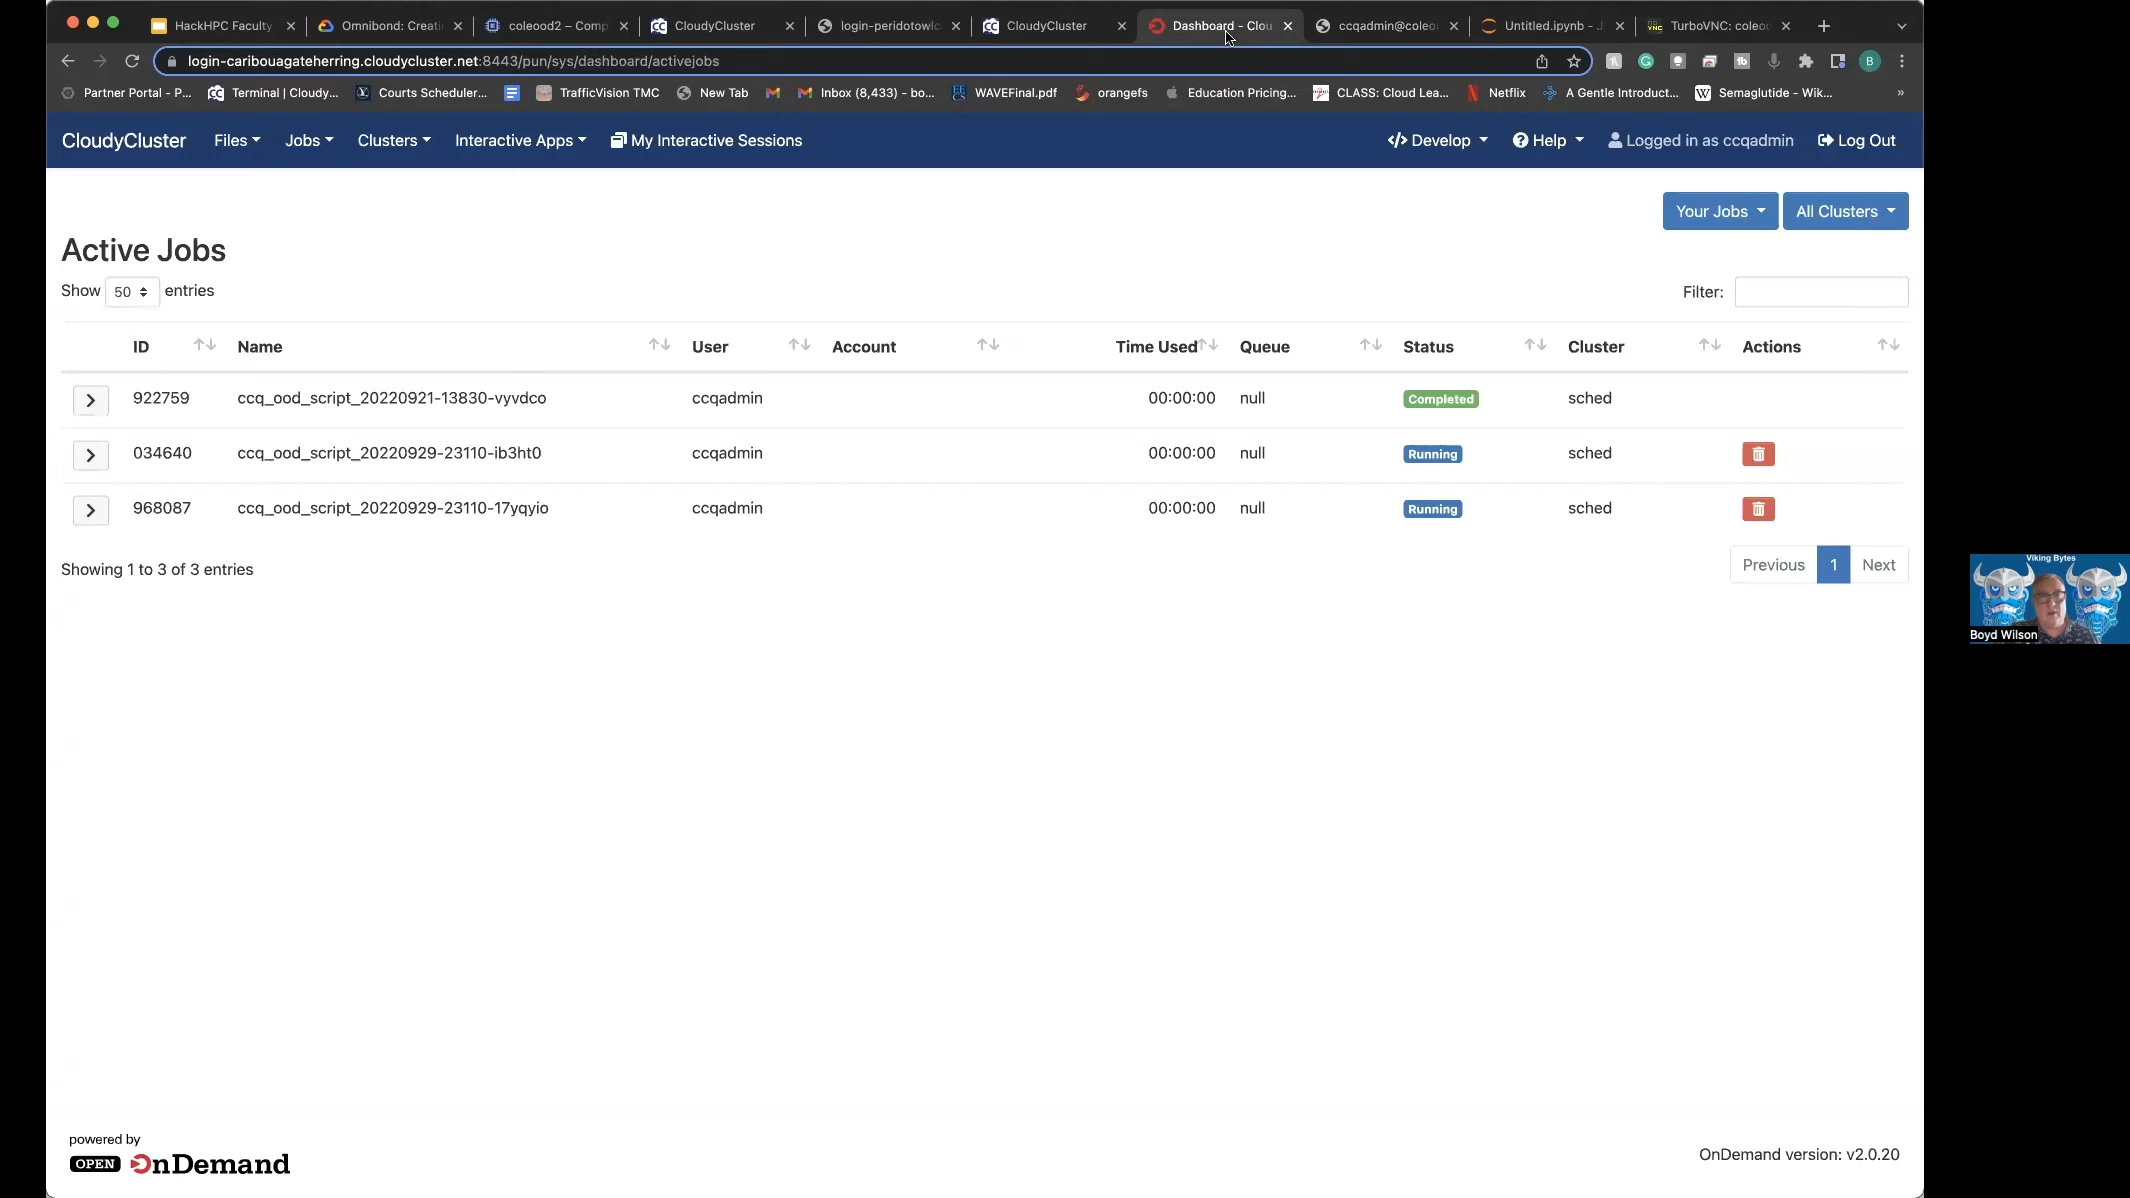 HackHPC Faculty
Omnibond: Creati
coleood2 – Comp
CloudyCluster
login-peridotowlc
CloudyCluster
Dashboard - Clou
ccqadmin@coleo
Untitled.ipynb - J
TurboVNC: coleo
login-caribouagateherring.cloudycluster.net:8443/pun/sys/dashboard/activejobs
B
Partner Portal - P...
Terminal | Cloudy...
Courts Scheduler...
TrafficVision TMC
New Tab
Inbox (8,433) - bo...
WAVEFinal.pdf
orangefs
Education Pricing...
CLASS: Cloud Lea...
Netflix
A Gentle Introduct...
Semaglutide - Wik...
»
CloudyCluster Files Jobs Clusters Interactive Apps My Interactive Sessions </> Develop Help Logged in as ccqadmin Log Out
Your Jobs All Clusters
Active Jobs
Show 50 entries Filter:
ID Name User Account Time Used Queue Status Cluster Actions
922759 ccq_ood_script_20220921-13830-vyvdco ccqadmin 00:00:00 null Completed sched
034640 ccq_ood_script_20220929-23110-ib3ht0 ccqadmin 00:00:00 null Running sched
968087 ccq_ood_script_20220929-23110-17yqyio ccqadmin 00:00:00 null Running sched
Showing 1 to 3 of 3 entries Previous 1 Next
Viking Bytes
Boyd Wilson
powered by
OPEN OnDemand
OnDemand version: v2.0.20